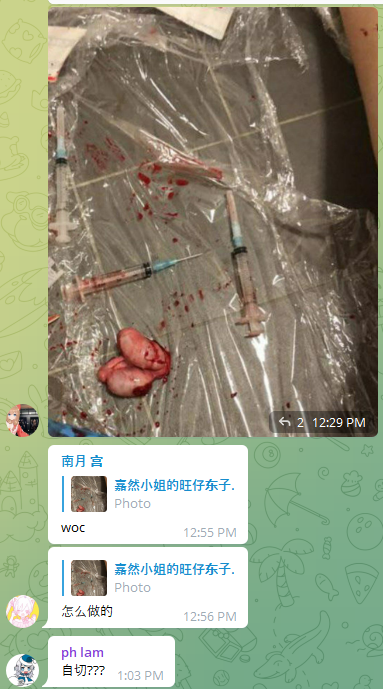 2 12:29 PM
南月 宫
嘉然小姐的旺仔东子.
Photo
woc
12:55 PM
嘉然小姐的旺仔东子.
Photo
怎么做的
12:56 PM
ph lam
自切???
1:03 PM